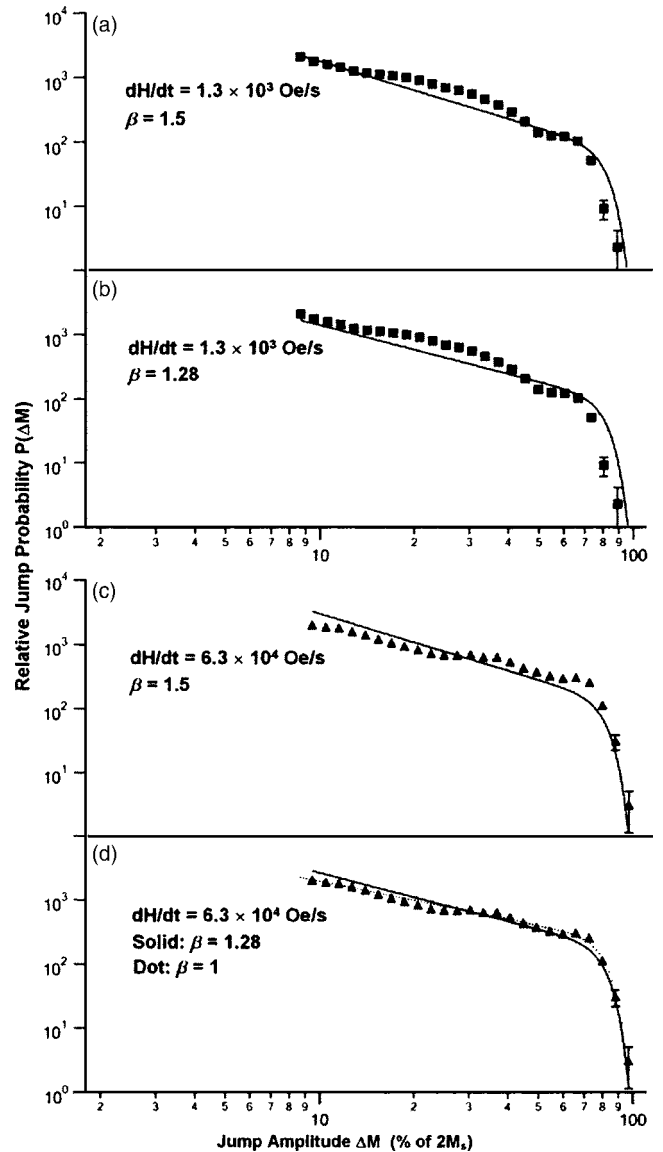 Relative Jump Probability P(ΔM)
(a)
10⁴
10³
10²
10¹
dH/dt = 1.3 × 10³ Oe/s
β = 1.5
(b)
10³
10²
10¹
10⁰
dH/dt = 1.3 × 10³ Oe/s
β = 1.28
2 3 4 5 6 7 8 9 10 2 3 4 5 6 7 8 9 100
(c)
10⁴
10³
10²
10¹
dH/dt = 6.3 × 10⁴ Oe/s
β = 1.5
(d)
10³
10²
10¹
10⁰
dH/dt = 6.3 × 10⁴ Oe/s
Solid: β = 1.28
Dot: β = 1
2 3 4 5 6 7 8 9 10 2 3 4 5 6 7 8 9 100
Jump Amplitude ΔM (% of 2Mₛ)